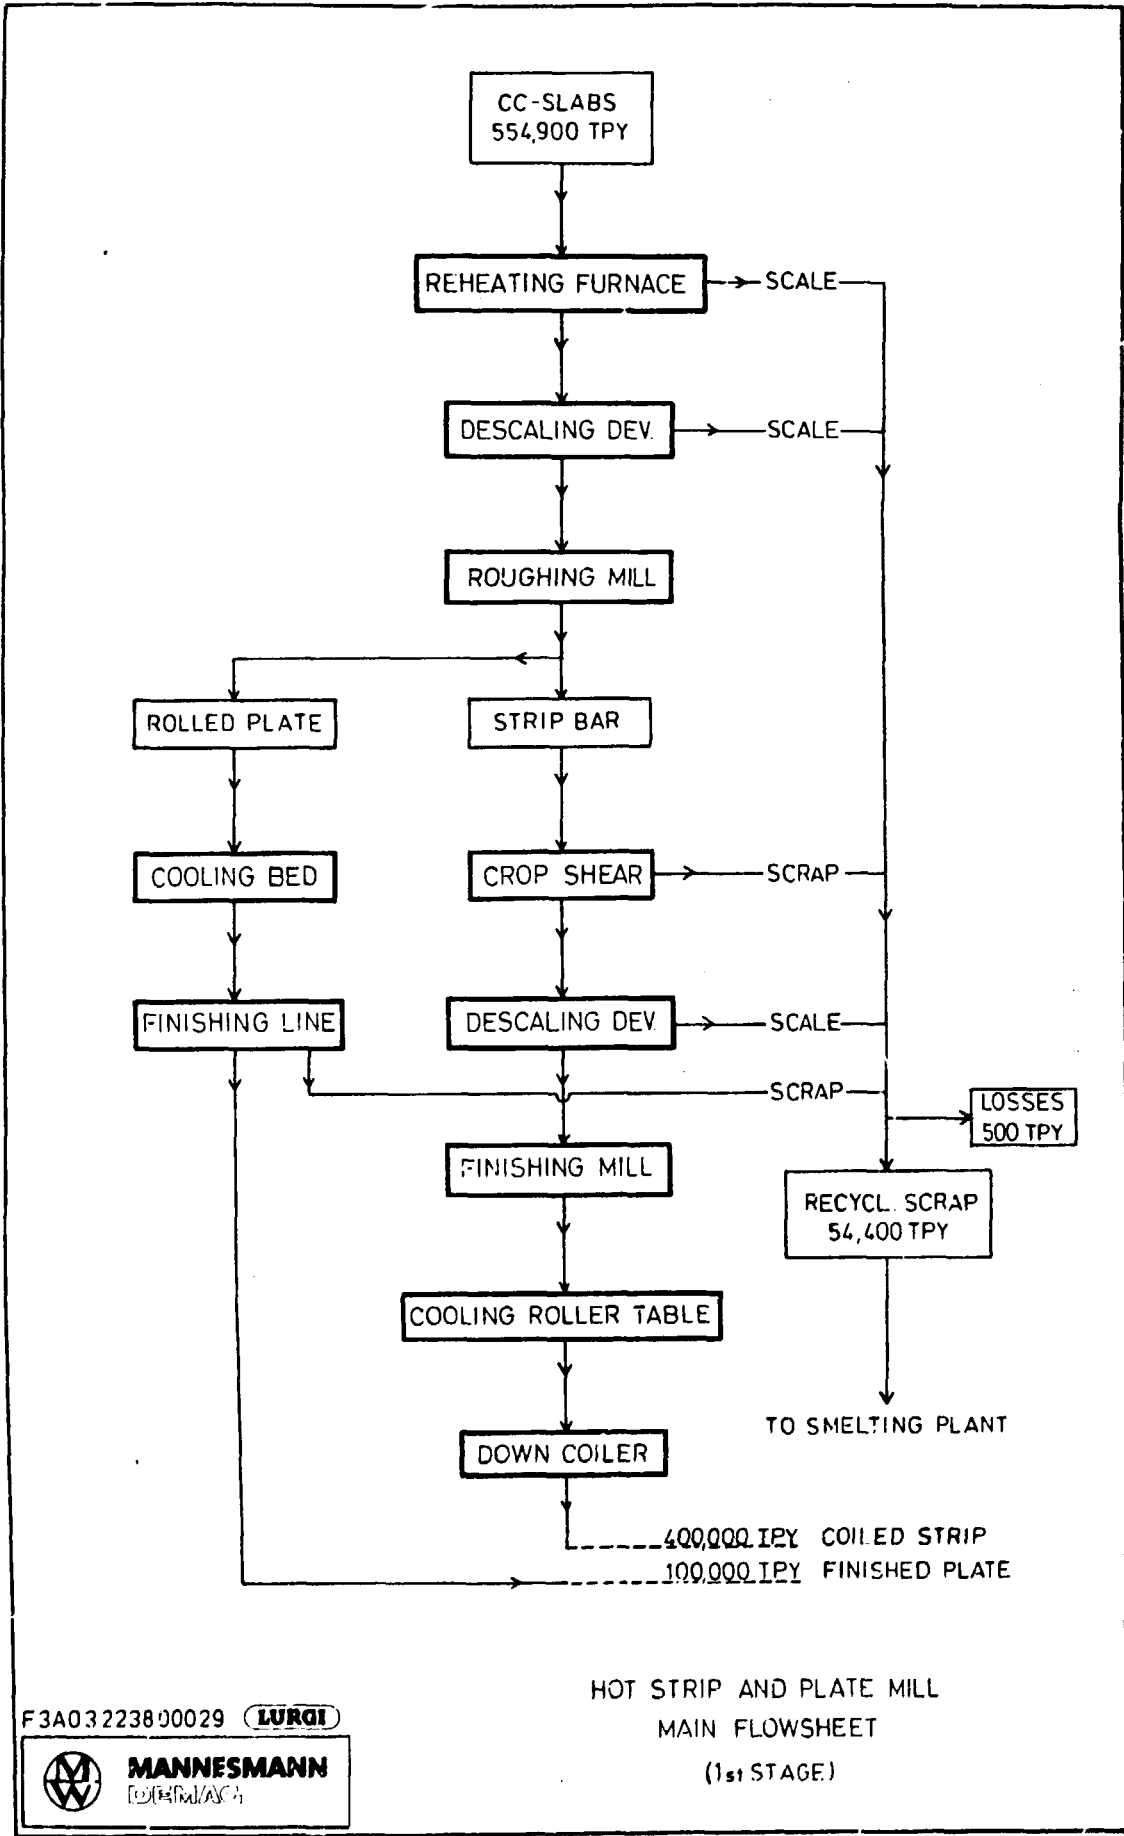 CC-SLABS
554,900 TPY
REHEATING FURNACE
SCALE
DESCALING DEV.
SCALE
ROUGHING MILL
ROLLED PLATE
STRIP BAR
COOLING BED
CROP SHEAR
SCRAP
FINISHING LINE
DESCALING DEV.
SCALE
SCRAP
LOSSES
500 TPY
FINISHING MILL
RECYCL. SCRAP
54,400 TPY
COOLING ROLLER TABLE
TO SMELTING PLANT
DOWN COILER
400,000 TPY COILED STRIP
100,000 TPY FINISHED PLATE
HOT STRIP AND PLATE MILL
MAIN FLOWSHEET
(1st STAGE)
F3A03223800029 LURGI
MW
MANNESMANN
DEMAG